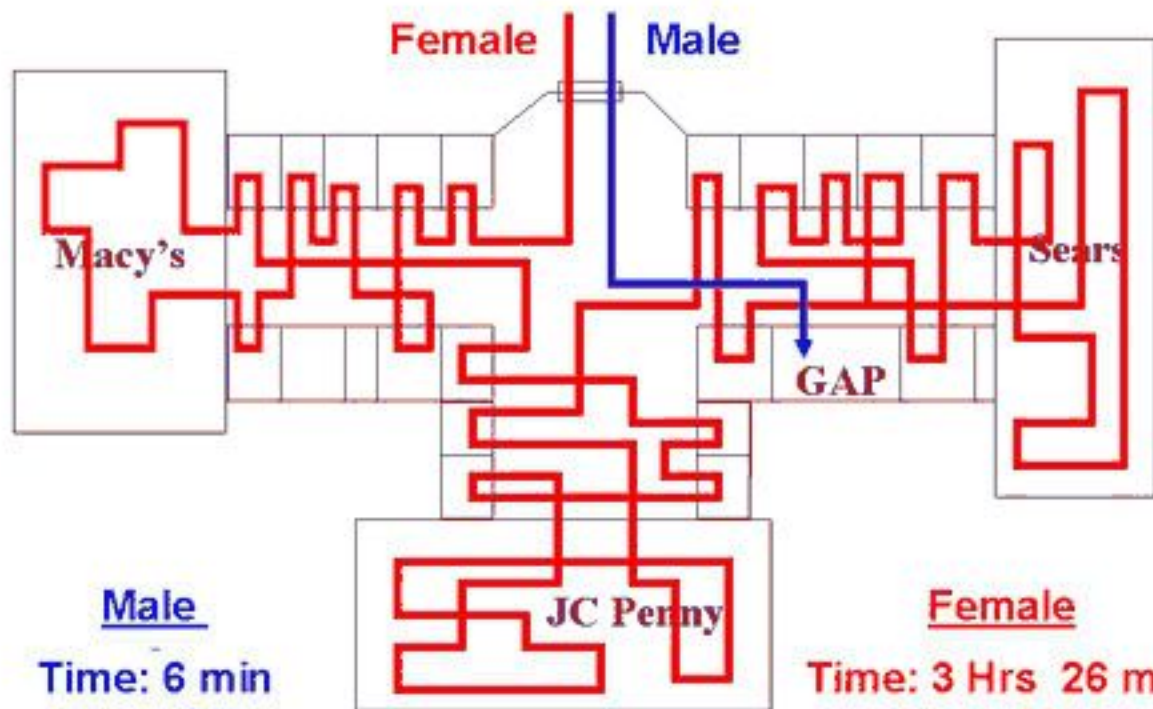 Female Male
Macy's
Sears
GAP
JC Penny
Male
Time: 6 min
Female
Time: 3 Hrs 26 m